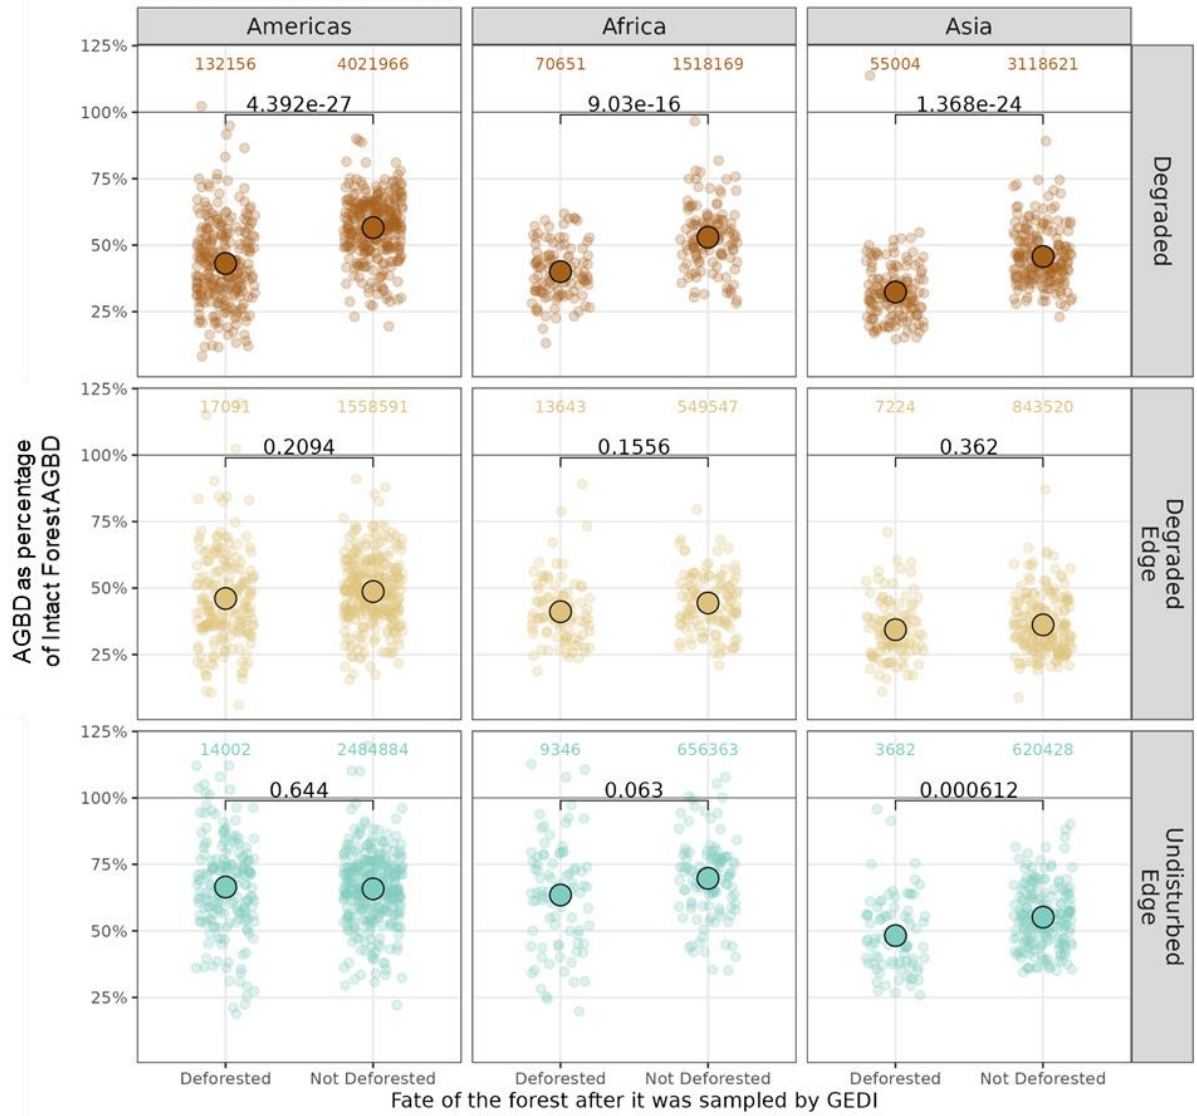 Americas Africa Asia
125%
132156 4021966 70651 1518169 55004 3118621
4.392e-27 9.03e-16 1.368e-24
100%
75%
50%
25%
Degraded
125%
17091 1558591 13643 549547 7224 843520
0.2094 0.1556 0.362
100%
75%
50%
25%
Degraded
Edge
AGBD as percentage
of Intact Forest AGBD
125%
14002 2484884 9346 656363 3682 620428
0.644 0.063 0.000612
100%
75%
50%
25%
Undisturbed
Edge
Deforested Not Deforested Deforested Not Deforested Deforested Not Deforested
Fate of the forest after it was sampled by GEDI